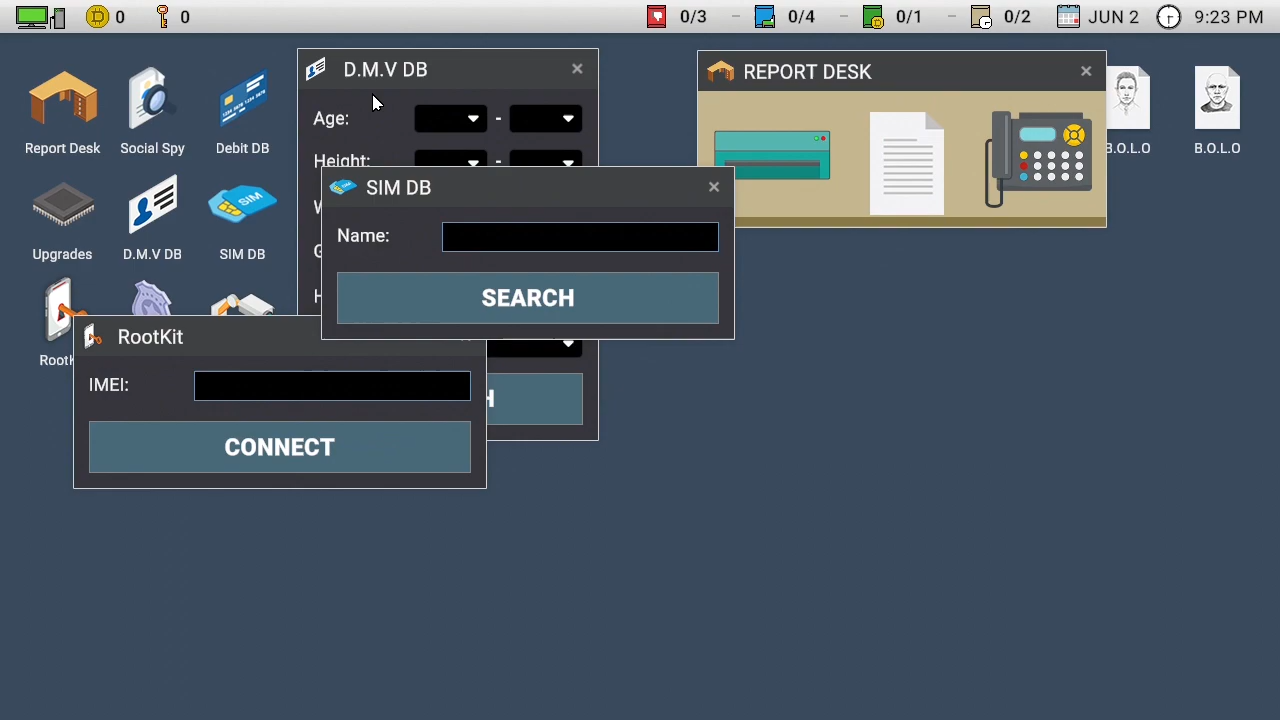 0 0 0/3 - 0/4 - 0/1 - 0/2 JUN 2 9:23 PM
D.M.V DB ×
REPORT DESK ×
Age: -
Height: -
Report Desk Social Spy Debit DB
B.O.L.O B.O.L.O
SIM DB ×
Name:
SEARCH
Upgrades D.M.V DB SIM DB
RootKit
IMEI:
CONNECT